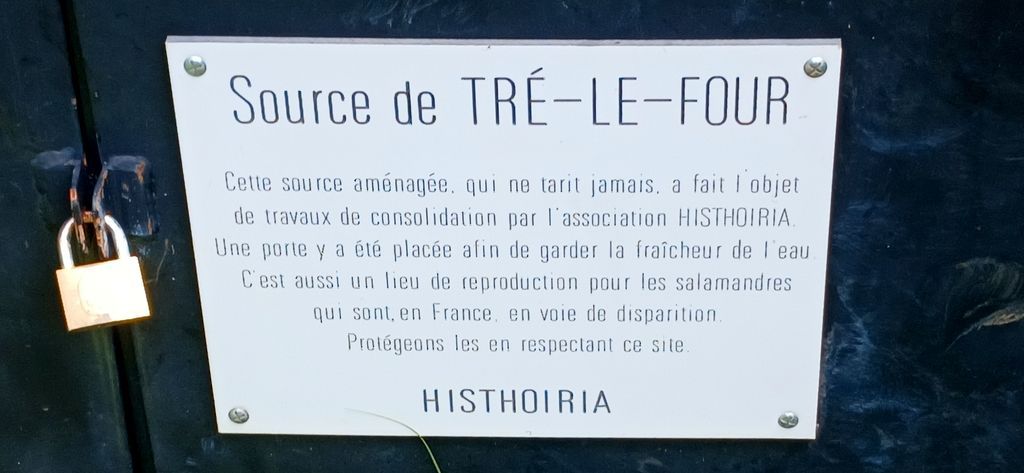 Source de TRÉ-LE-FOUR
Cette source aménagée, qui ne tarit jamais, a fait l'objet
de travaux de consolidation par l'association HISTHOIRIA.
Une porte y a été placée afin de garder la fraîcheur de l'eau.
C'est aussi un lieu de reproduction pour les salamandres
qui sont, en France, en voie de disparition.
Protégeons les en respectant ce site.
HISTHOIRIA